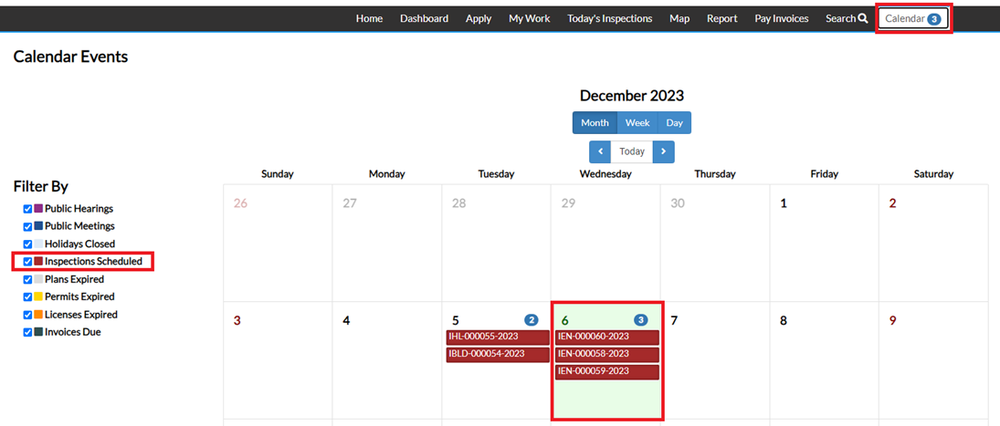 Home Dashboard Apply My Work Today's Inspections Map Report Pay Invoices Search Calendar 3
Calendar Events
December 2023
Month Week Day
Today
Sunday Monday Tuesday Wednesday Thursday Friday Saturday
Filter By
Public Hearings
Public Meetings
Holidays Closed
Inspections Scheduled
Plans Expired
Permits Expired
Licenses Expired
Invoices Due
26 27 28 29 30 1 2
3 4 5 2 6 3 7 8 9
IHL-000055-2023 IEN-000060-2023
IBLD-000054-2023 IEN-000058-2023
IEN-000059-2023